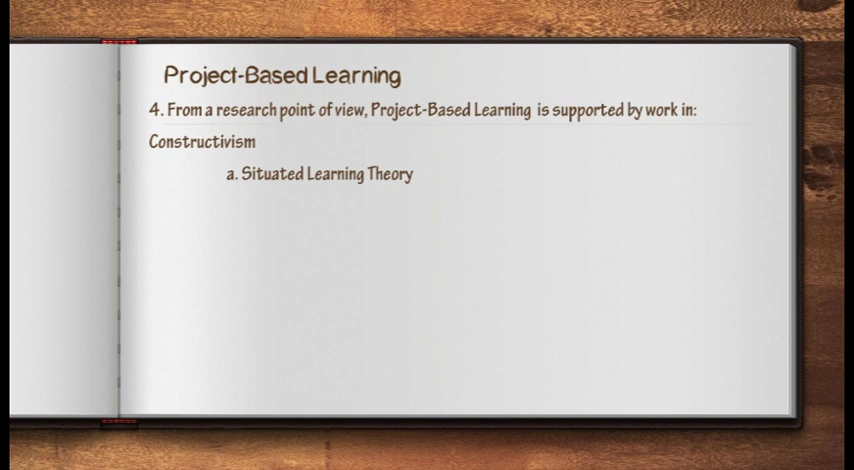 Project-Based Learning
4. From a research point of view, Project-Based Learning is supported by work in:
Constructivism
a. Situated Learning Theory